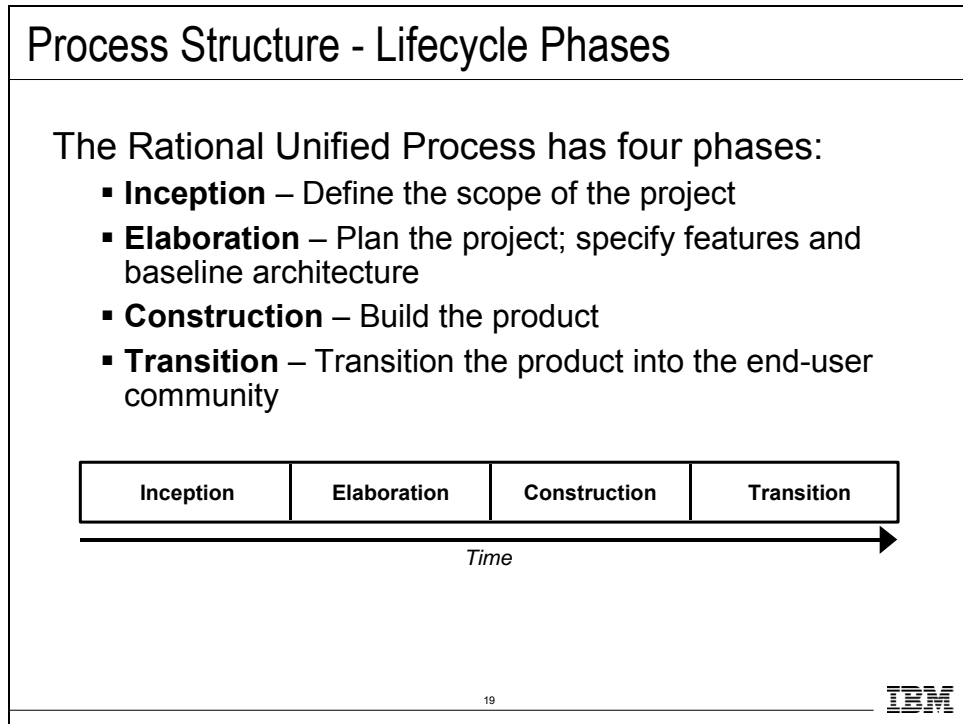 Process Structure - Lifecycle Phases
The Rational Unified Process has four phases:
▪ Inception – Define the scope of the project
▪ Elaboration – Plan the project; specify features and
baseline architecture
▪ Construction – Build the product
▪ Transition – Transition the product into the end-user
community
Inception Elaboration Construction Transition
Time
19
IBM